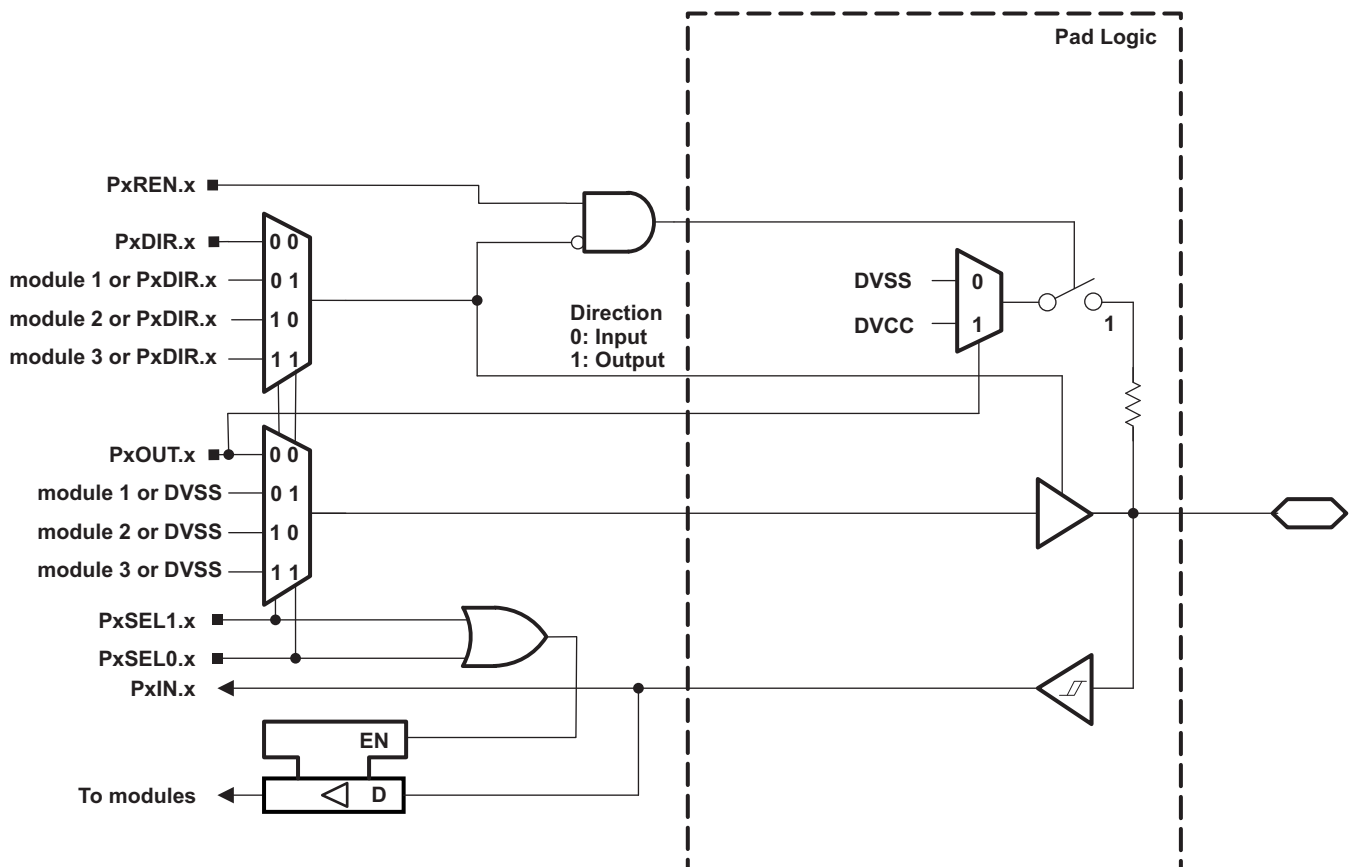 Pad Logic
PxREN.x
PxDIR.x
0 0
module 1 or PxDIR.x
0 1
module 2 or PxDIR.x
1 0
module 3 or PxDIR.x
1 1
Direction
0: Input
1: Output
DVSS
0
DVCC
1
1
PxOUT.x
0 0
module 1 or DVSS
0 1
module 2 or DVSS
1 0
module 3 or DVSS
1 1
PxSEL1.x
PxSEL0.x
PxIN.x
EN
To modules
D